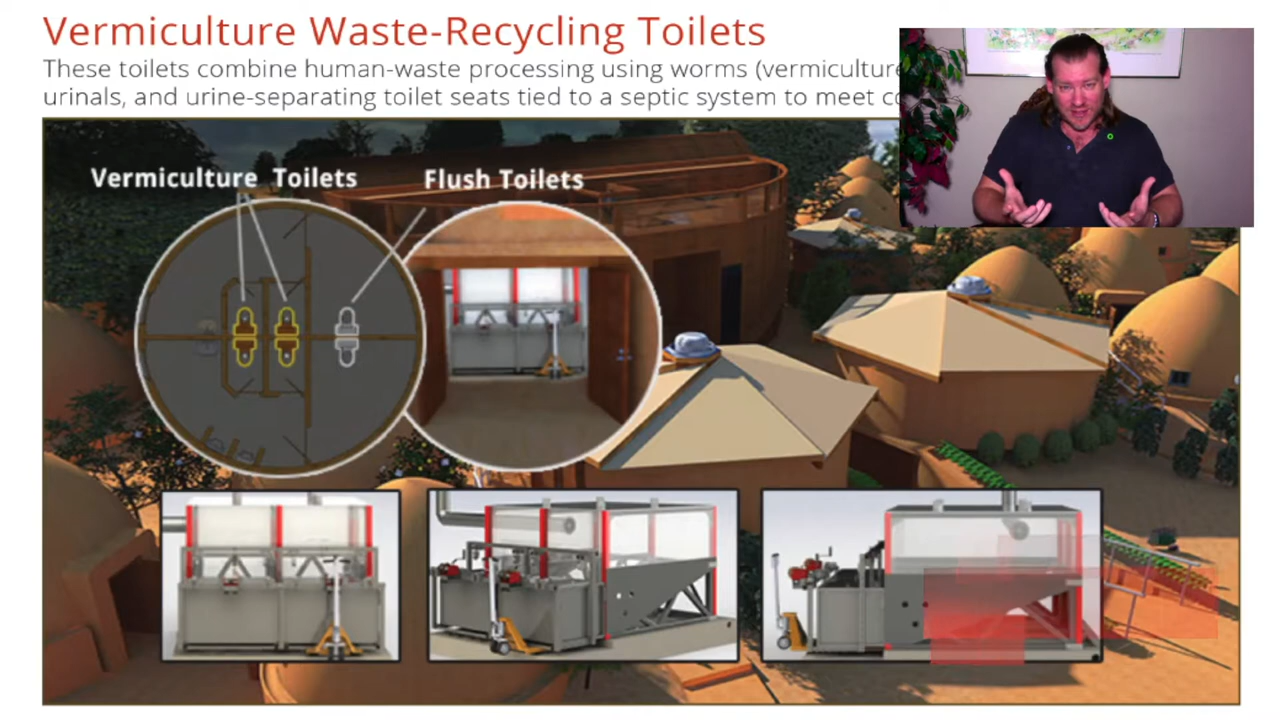 Vermiculture Waste-Recycling Toilets
These toilets combine human-waste processing using worms (vermiculture
urinals, and urine-separating toilet seats tied to a septic system to meet
Vermiculture Toilets
Flush Toilets